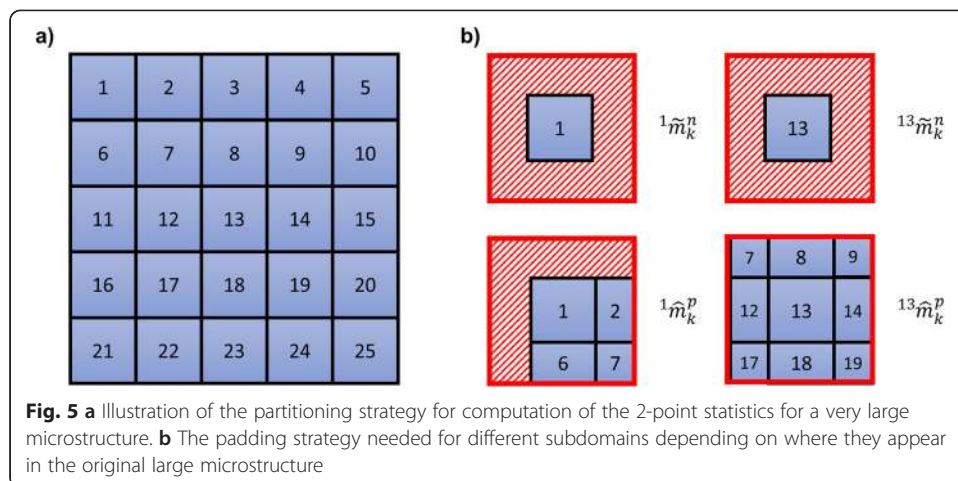 a)
b)
1 2 3 4 5
6 7 8 9 10
11 12 13 14 15
16 17 18 19 20
21 22 23 24 25
1
¹m̃ₖⁿ
13
¹³m̃ₖⁿ
1 2
6 7
¹m̂ₖᵖ
7 8 9
12 13 14
17 18 19
¹³m̂ₖᵖ
Fig. 5 a Illustration of the partitioning strategy for computation of the 2-point statistics for a very large
microstructure. b The padding strategy needed for different subdomains depending on where they appear
in the original large microstructure